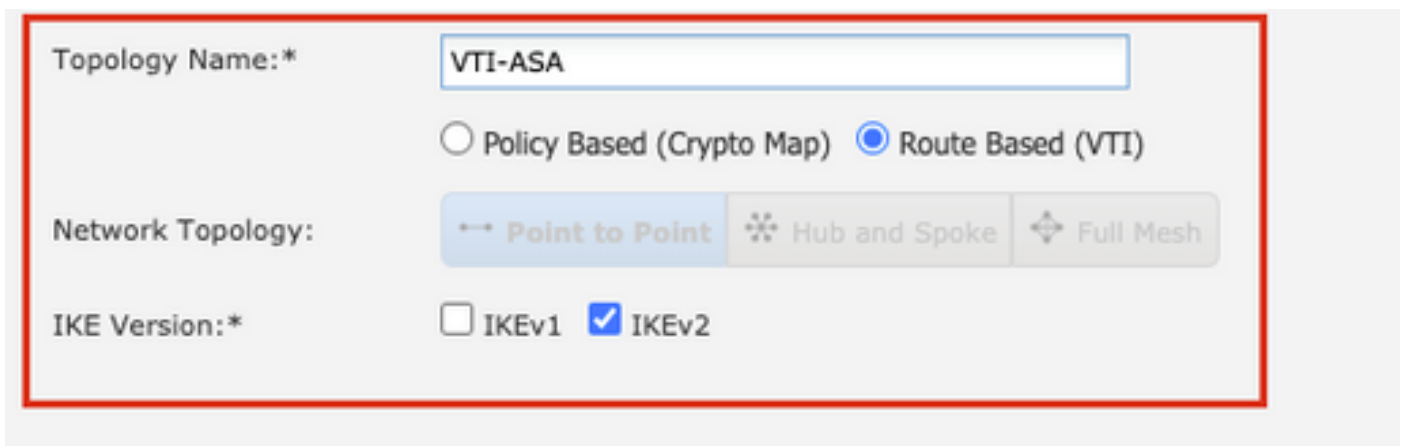 Topology Name:* VTI-ASA
Policy Based (Crypto Map) Route Based (VTI)
Network Topology: Point to Point Hub and Spoke Full Mesh
IKE Version:* IKEv1 IKEv2